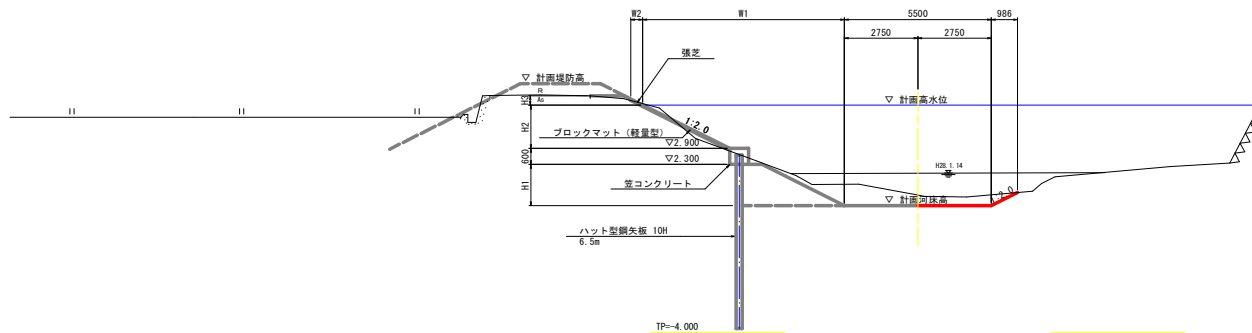 W2
W1
5500
986
2750
2750
張芝
▽ 計画堤防高
R
As
H3
▽ 計画高水位
H2
ブロックマット（軽量型）
1:2.0
▽2.900
600
▽2.300
H28.1.14
笠コンクリート
H1
1:2.0
▽ 計画河床高
ハット型鋼矢板 10H
6.5m
TP=-4.000